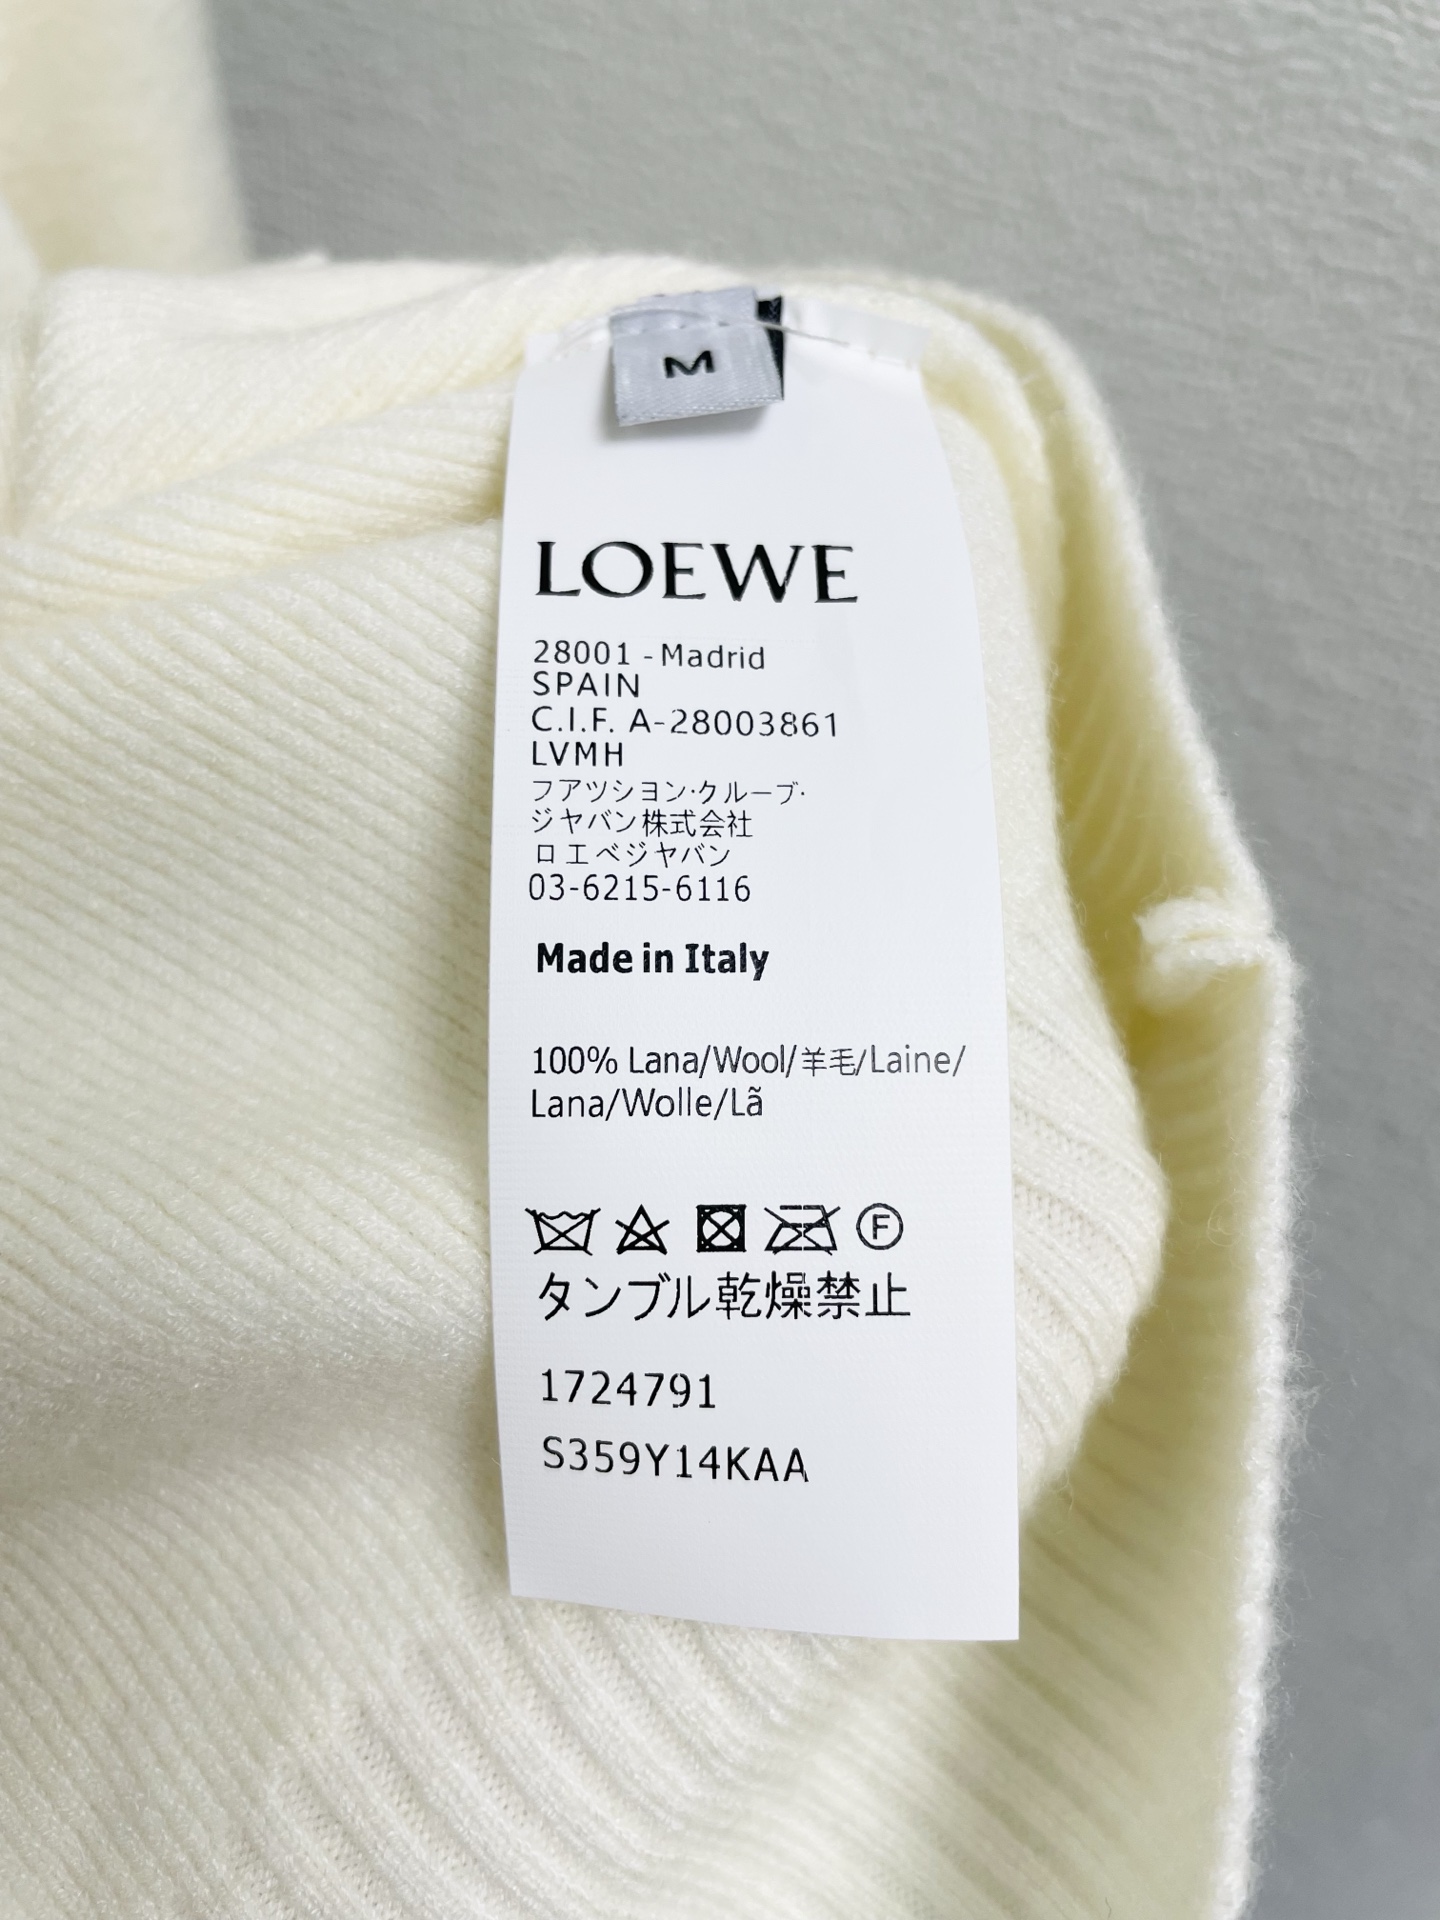 M
LOEWE
28001 - Madrid
SPAIN
C.I.F. A-28003861
LVMH
フアツシヨン·クルーブ·
ジヤバン株式会社
ロエベジヤバン
03-6215-6116
Made in Italy
100% Lana/Wool/羊毛/Laine/
Lana/Wolle/Lã
F
タンブル乾燥禁止
1724791
S359Y14KAA